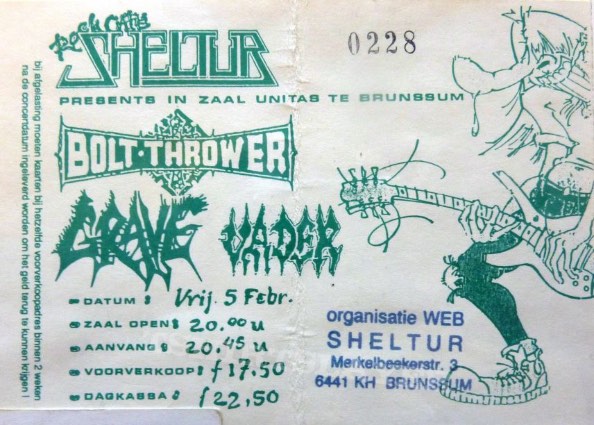 Rock Café
SHELTUR
0228
PRESENTS IN ZAAL UNITAS TE BRUNSSUM
BOLT-THROWER
GRAVE
VADER
DATUM: Vrij. 5 Febr.
ZAAL OPEN: 20.00 u
AANVANG: 20.45 u
VOORVERKOOP: f 17.50
DAGKASSA: f 22,50
organisatie WEB
SHELTUR
Merkelbeekerstr. 3
6441 KH BRUNSSUM
bij afgelasting moeten kaarten bij hetzelfde voorverkoopadres binnen 2 weken
na de concertdatum ingeleverd worden om het geld terug te kunnen krijgen !